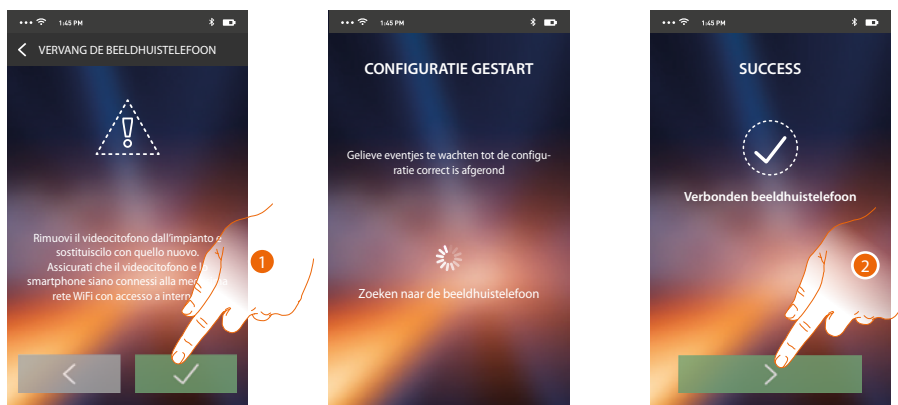 1:45 PM
VERVANG DE BEELDHUISTELEFOON
Rimuovi il videocitofono dall'impianto e
sostituiscilo con quello nuovo.
Assicurati che il videocitofono e
smartphone siano connessi alla
rete WiFi con accesso a
1
1:45 PM
CONFIGURATIE GESTART
Gelieve eventjes te wachten tot de configu-
ratie correct is afgerond
Zoeken naar de beeldhuistelefoon
1:45 PM
SUCCESS
Verbonden beeldhuistelefoon
2